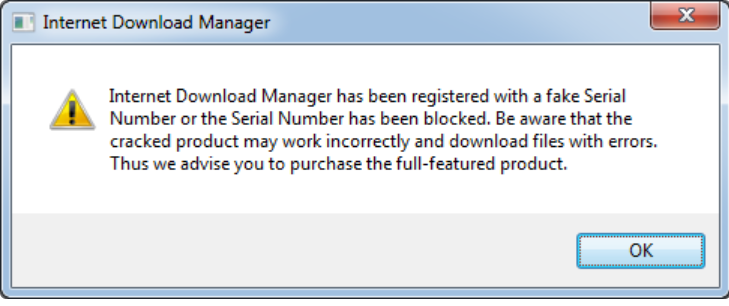 Internet Download Manager
Internet Download Manager has been registered with a fake Serial
Number or the Serial Number has been blocked. Be aware that the
cracked product may work incorrectly and download files with errors.
Thus we advise you to purchase the full-featured product.
OK